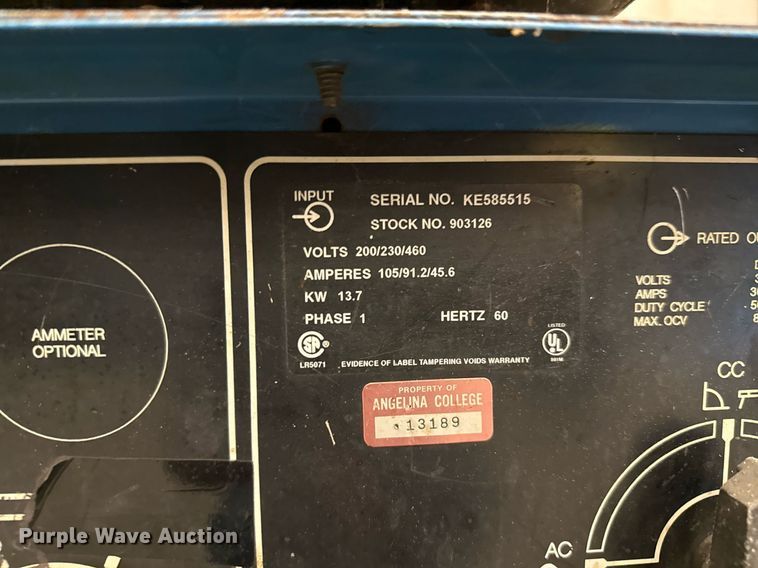 INPUT
SERIAL NO. KE585515
STOCK NO. 903126
VOLTS 200/230/460
AMPERES 105/91.2/45.6
KW 13.7
PHASE 1 HERTZ 60
LR5071
EVIDENCE OF LABEL TAMPERING VOIDS WARRANTY
LISTED
UL
AMMETER
OPTIONAL
PROPERTY OF
ANGELINA COLLEGE
13189
RATED
VOLTS
AMPS
DUTY CYCLE
MAX. OCV
CC
AC
Purple Wave Auction